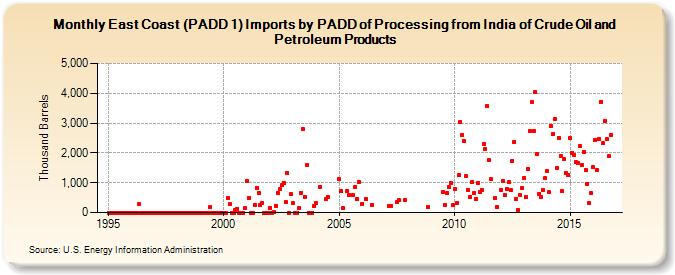 Monthly East Coast (PADD 1) Imports by PADD of Processing from India of Crude Oil and
Petroleum Products
Thousand Barrels
5,000
4,000
3,000
2,000
1,000
0
1995
2000
2005
2010
2015
Source: U.S. Energy Information Administration